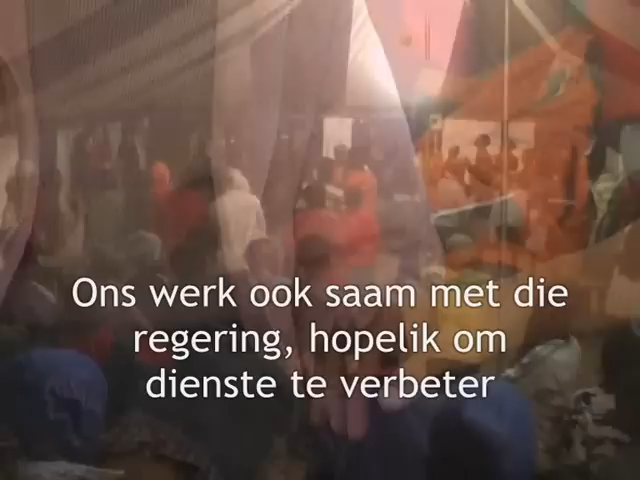 Ons werk ook saam met die
regering, hopelik om
dienste te verbeter